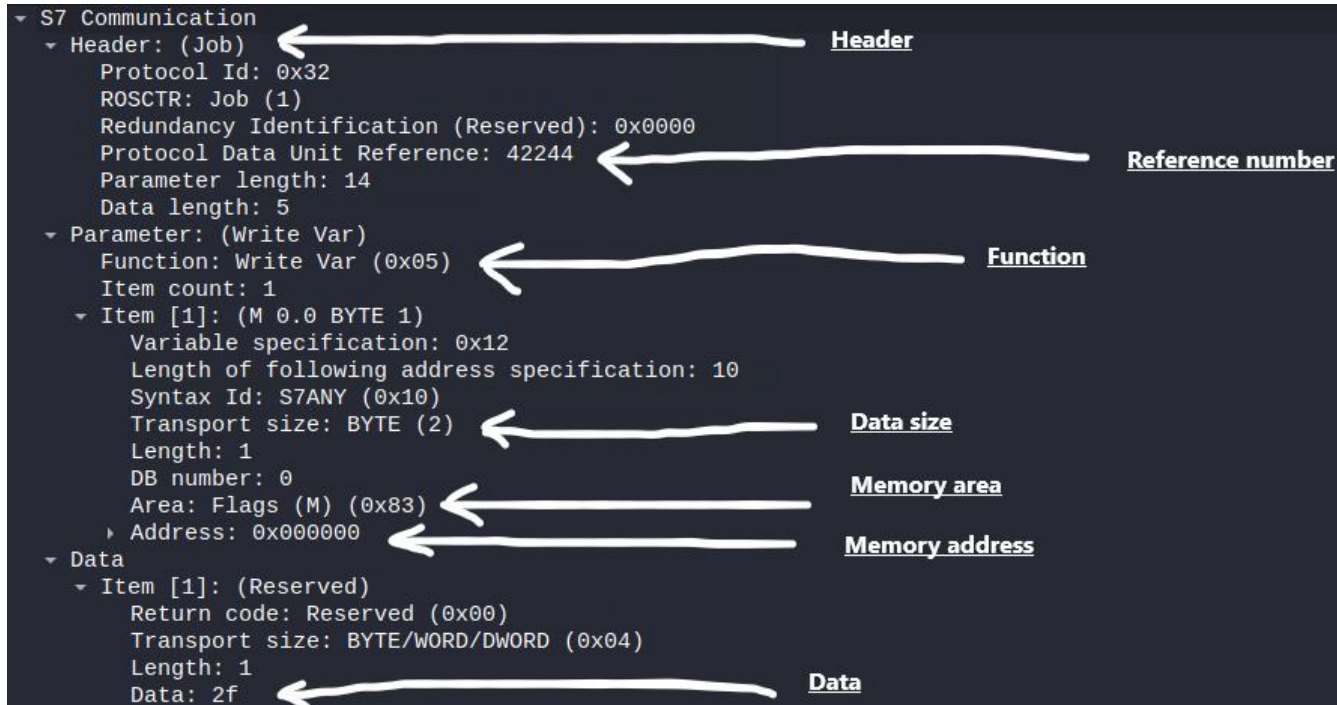 S7 Communication
Header: (Job) Header
Protocol Id: 0x32
ROSCTR: Job (1)
Redundancy Identification (Reserved): 0x0000
Protocol Data Unit Reference: 42244 Reference number
Parameter length: 14
Data length: 5
Parameter: (Write Var)
Function: Write Var (0x05) Function
Item count: 1
Item [1]: (M 0.0 BYTE 1)
Variable specification: 0x12
Length of following address specification: 10
Syntax Id: S7ANY (0x10)
Transport size: BYTE (2) Data size
Length: 1
DB number: 0
Area: Flags (M) (0x83) Memory area
Address: 0x000000 Memory address
Data
Item [1]: (Reserved)
Return code: Reserved (0x00)
Transport size: BYTE/WORD/DWORD (0x04)
Length: 1
Data: 2f Data